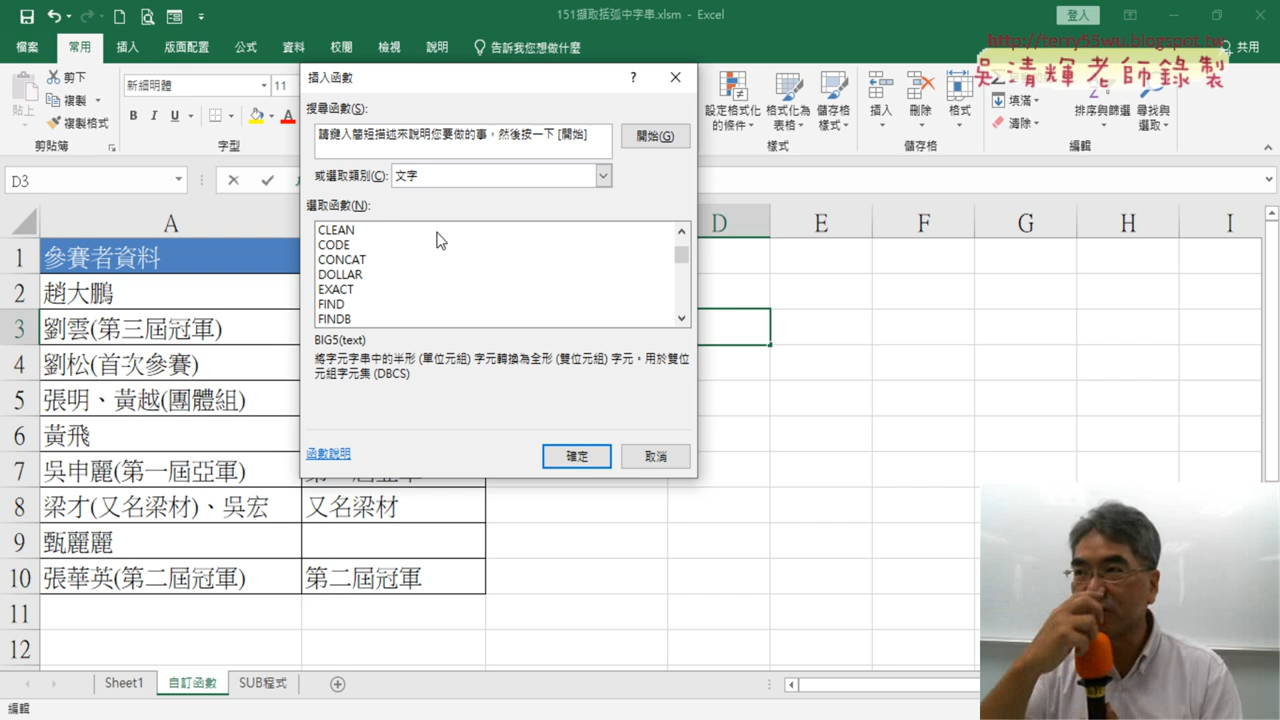 151擷取括弧中字串.xlsm - Excel
登入
http://terry55wu.blogspot.tw
吳清輝老師錄製
檔案 常用 插入 版面配置 公式 資料 校閱 檢視 說明 告訴我您想做什麼 共用
貼上
剪下
複製
複製格式
剪貼簿
新細明體 11
B I U A
字型
設定格式化的條件
格式化為表格
儲存格樣式
樣式
插入 刪除 格式
儲存格
填滿
清除
排序與篩選
尋找與選取
編輯
插入函數
搜尋函數(S):
請鍵入簡短描述來說明您要做的事，然後按一下 [開始]
開始(G)
或選取類別(C): 文字
選取函數(N):
CLEAN
CODE
CONCAT
DOLLAR
EXACT
FIND
FINDB
BIG5(text)
將字元字串中的半形 (單位元組) 字元轉換為全形 (雙位元組) 字元。用於雙位
元組字元集 (DBCS)
函數說明
確定 取消
D3
A D E F G H I
1 參賽者資料
2 趙大鵬
3 劉雲(第三屆冠軍)
4 劉松(首次參賽)
5 張明、黃越(團體組)
6 黃飛
7 吳申麗(第一屆亞軍)
8 梁才(又名梁材)、吳宏 又名梁材
9 甄麗麗
10 張華英(第二屆冠軍) 第二屆冠軍
11
12
Sheet1 自訂函數 SUB程式
編輯